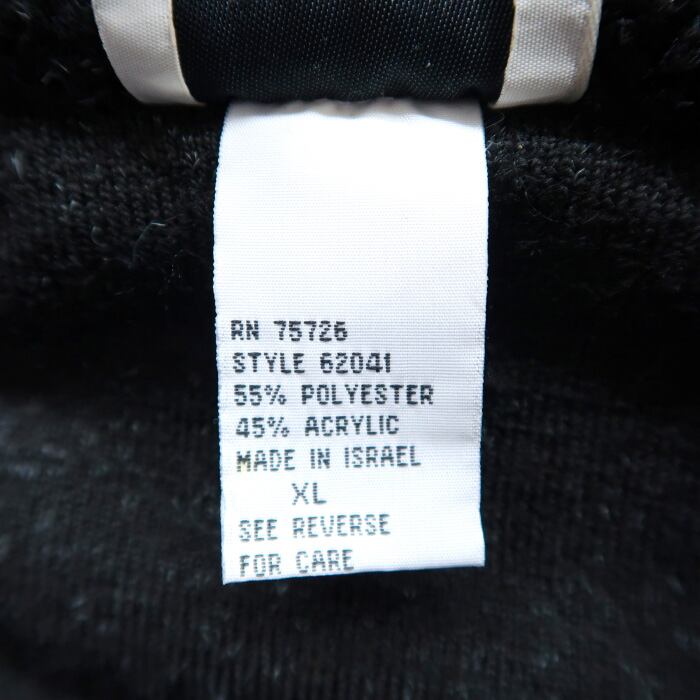 RN 75726
STYLE 62041
55% POLYESTER
45% ACRYLIC
MADE IN ISRAEL
XL
SEE REVERSE
FOR CARE